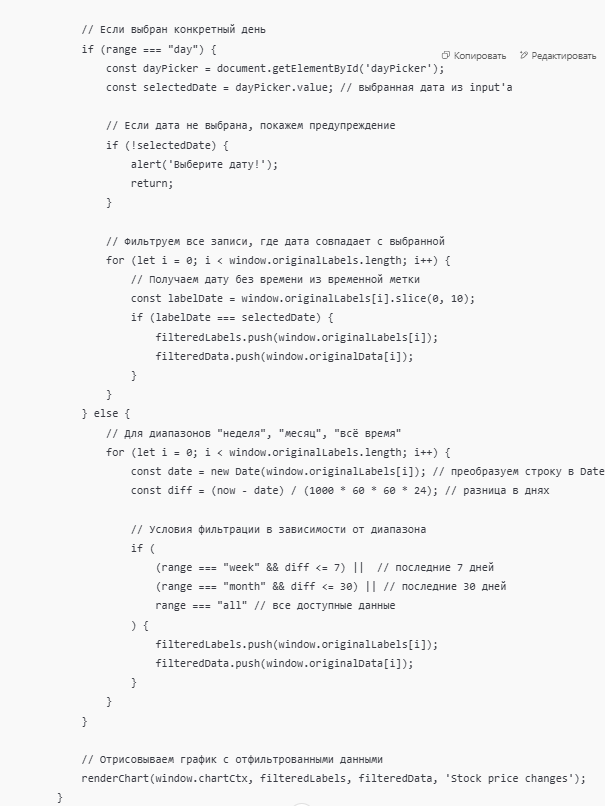 // Если выбран конкретный день
if (range === "day") {
Копировать Редактировать
const dayPicker = document.getElementById('dayPicker');
const selectedDate = dayPicker.value; // выбранная дата из input'а
// Если дата не выбрана, покажем предупреждение
if (!selectedDate) {
alert('Выберите дату!');
return;
}
// Фильтруем все записи, где дата совпадает с выбранной
for (let i = 0; i < window.originalLabels.length; i++) {
// Получаем дату без времени из временной метки
const labelDate = window.originalLabels[i].slice(0, 10);
if (labelDate === selectedDate) {
filteredLabels.push(window.originalLabels[i]);
filteredData.push(window.originalData[i]);
}
}
} else {
// Для диапазонов "неделя", "месяц", "всё время"
for (let i = 0; i < window.originalLabels.length; i++) {
const date = new Date(window.originalLabels[i]); // преобразуем строку в Date
const diff = (now - date) / (1000 * 60 * 60 * 24); // разница в днях
// Условия фильтрации в зависимости от диапазона
if (
(range === "week" && diff <= 7) || // последние 7 дней
(range === "month" && diff <= 30) || // последние 30 дней
range === "all" // все доступные данные
) {
filteredLabels.push(window.originalLabels[i]);
filteredData.push(window.originalData[i]);
}
}
}
// Отрисовываем график с отфильтрованными данными
renderChart(window.chartCtx, filteredLabels, filteredData, 'Stock price changes');
}